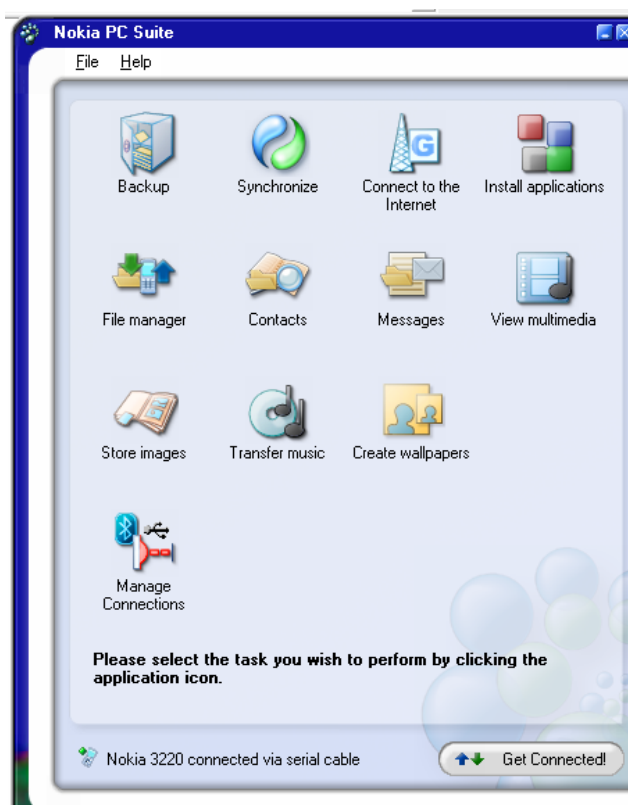 Nokia PC Suite
File Help
Backup Synchronize Connect to the Internet Install applications
File manager Contacts Messages View multimedia
Store images Transfer music Create wallpapers
Manage Connections
Please select the task you wish to perform by clicking the
application icon.
Nokia 3220 connected via serial cable Get Connected!